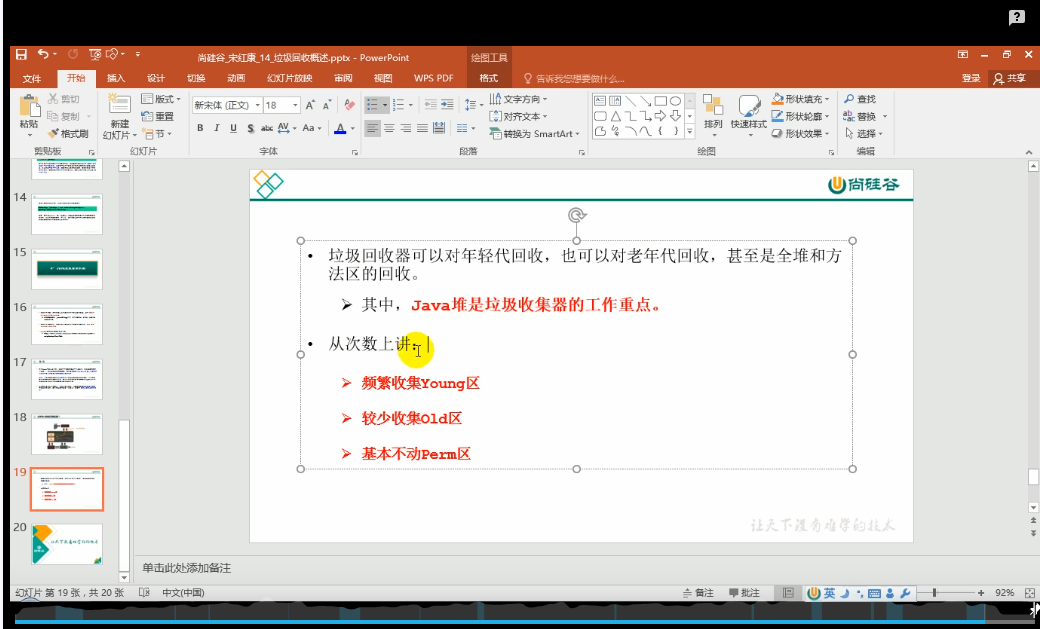 尚硅谷_宋红康_14_垃圾回收概述.pptx - PowerPoint
绘图工具
文件 开始 插入 设计 切换 动画 幻灯片放映 审阅 视图 WPS PDF 格式 告诉我您想要做什么... 登录 共享
粘贴 剪切 复制 格式刷
新建 幻灯片 版式 重置 节
新宋体 (正文) 18
B I U S abc AV Aa A
文字方向 对齐文本 转换为 SmartArt
排列 快速样式 形状填充 形状轮廓 形状效果
查找 替换 选择
剪贴板 幻灯片 字体 段落 绘图 编辑
14
15
16
17
18
19
20
尚硅谷
• 垃圾回收器可以对年轻代回收，也可以对老年代回收，甚至是全堆和方
法区的回收。
➢ 其中，Java堆是垃圾收集器的工作重点。
• 从次数上讲：
➢ 频繁收集Young区
➢ 较少收集Old区
➢ 基本不动Perm区
让天下没有难学的技术
单击此处添加备注
幻灯片 第 19 张，共 20 张 中文(中国) 备注 批注 英 92%